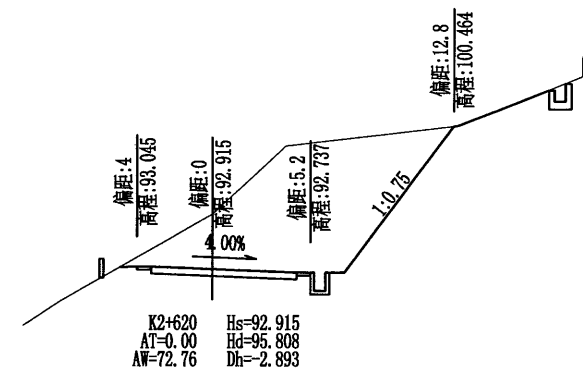 偏距:12.8
高程:100.464
偏距:4
高程:93.045
偏距:0
高程:92.915
偏距:5.2
高程:92.737
1:0.75
4.00%
K2+620 Hs=92.915
AT=0.00 Hd=95.808
AW=72.76 Dh=-2.893